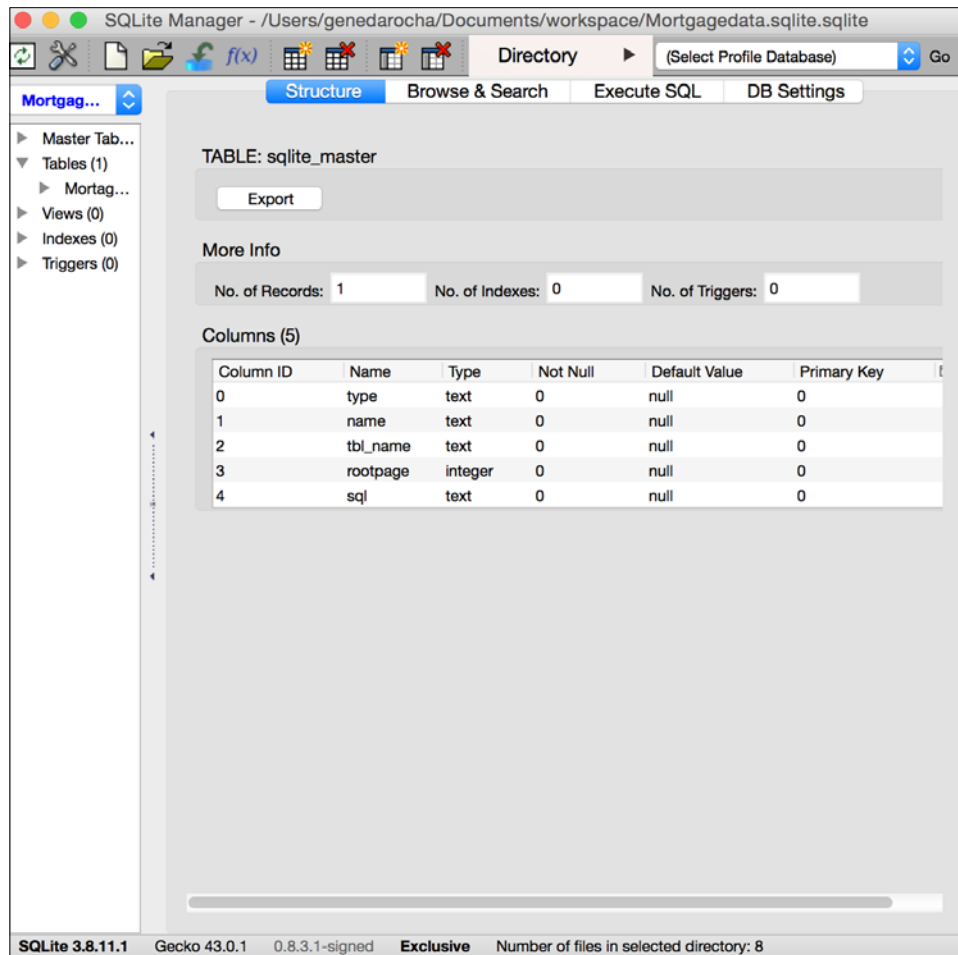 SQLite Manager - /Users/genedarocha/Documents/workspace/Mortgagedata.sqlite.sqlite
f(x) Directory (Select Profile Database) Go
Mortgag...
Structure Browse & Search Execute SQL DB Settings
Master Tab...
Tables (1)
Mortag...
Views (0)
Indexes (0)
Triggers (0)
TABLE: sqlite_master
Export
More Info
No. of Records: 1 No. of Indexes: 0 No. of Triggers: 0
Columns (5)
Column ID Name Type Not Null Default Value Primary Key
0 type text 0 null 0
1 name text 0 null 0
2 tbl_name text 0 null 0
3 rootpage integer 0 null 0
4 sql text 0 null 0
SQLite 3.8.11.1 Gecko 43.0.1 0.8.3.1-signed Exclusive Number of files in selected directory: 8